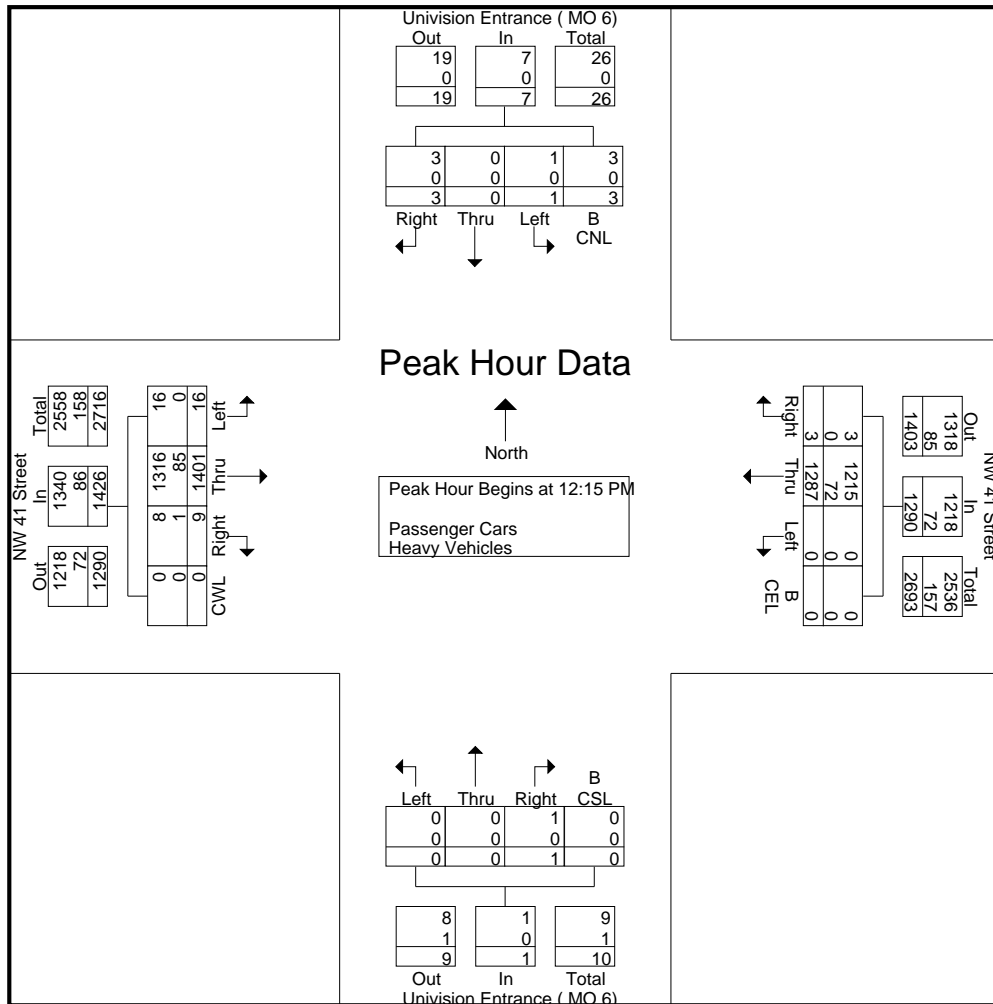 Univision Entrance ( MO 6)
Out In Total
19 7 26
0 0 0
19 7 26
3 0 1 3
0 0 0 0
3 0 1 3
Right Thru Left B
CNL
Peak Hour Data
North
Peak Hour Begins at 12:15 PM
Passenger Cars
Heavy Vehicles
NW 41 Street
Total In Out
2558 1340 1218
158 86 72
2716 1426 1290
16 1316 8 0
0 85 1 0
16 1401 9 0
Left Thru Right CWL
NW 41 Street
Out In Total
1318 1218 2536
85 72 157
1403 1290 2693
3 1215 0 0
0 72 0 0
3 1287 0 0
Right Thru Left B
CEL
B
Left Thru Right CSL
0 0 1 0
0 0 0 0
0 0 1 0
8 1 9
1 0 1
9 1 10
Out In Total
Univision Entrance ( MO 6)